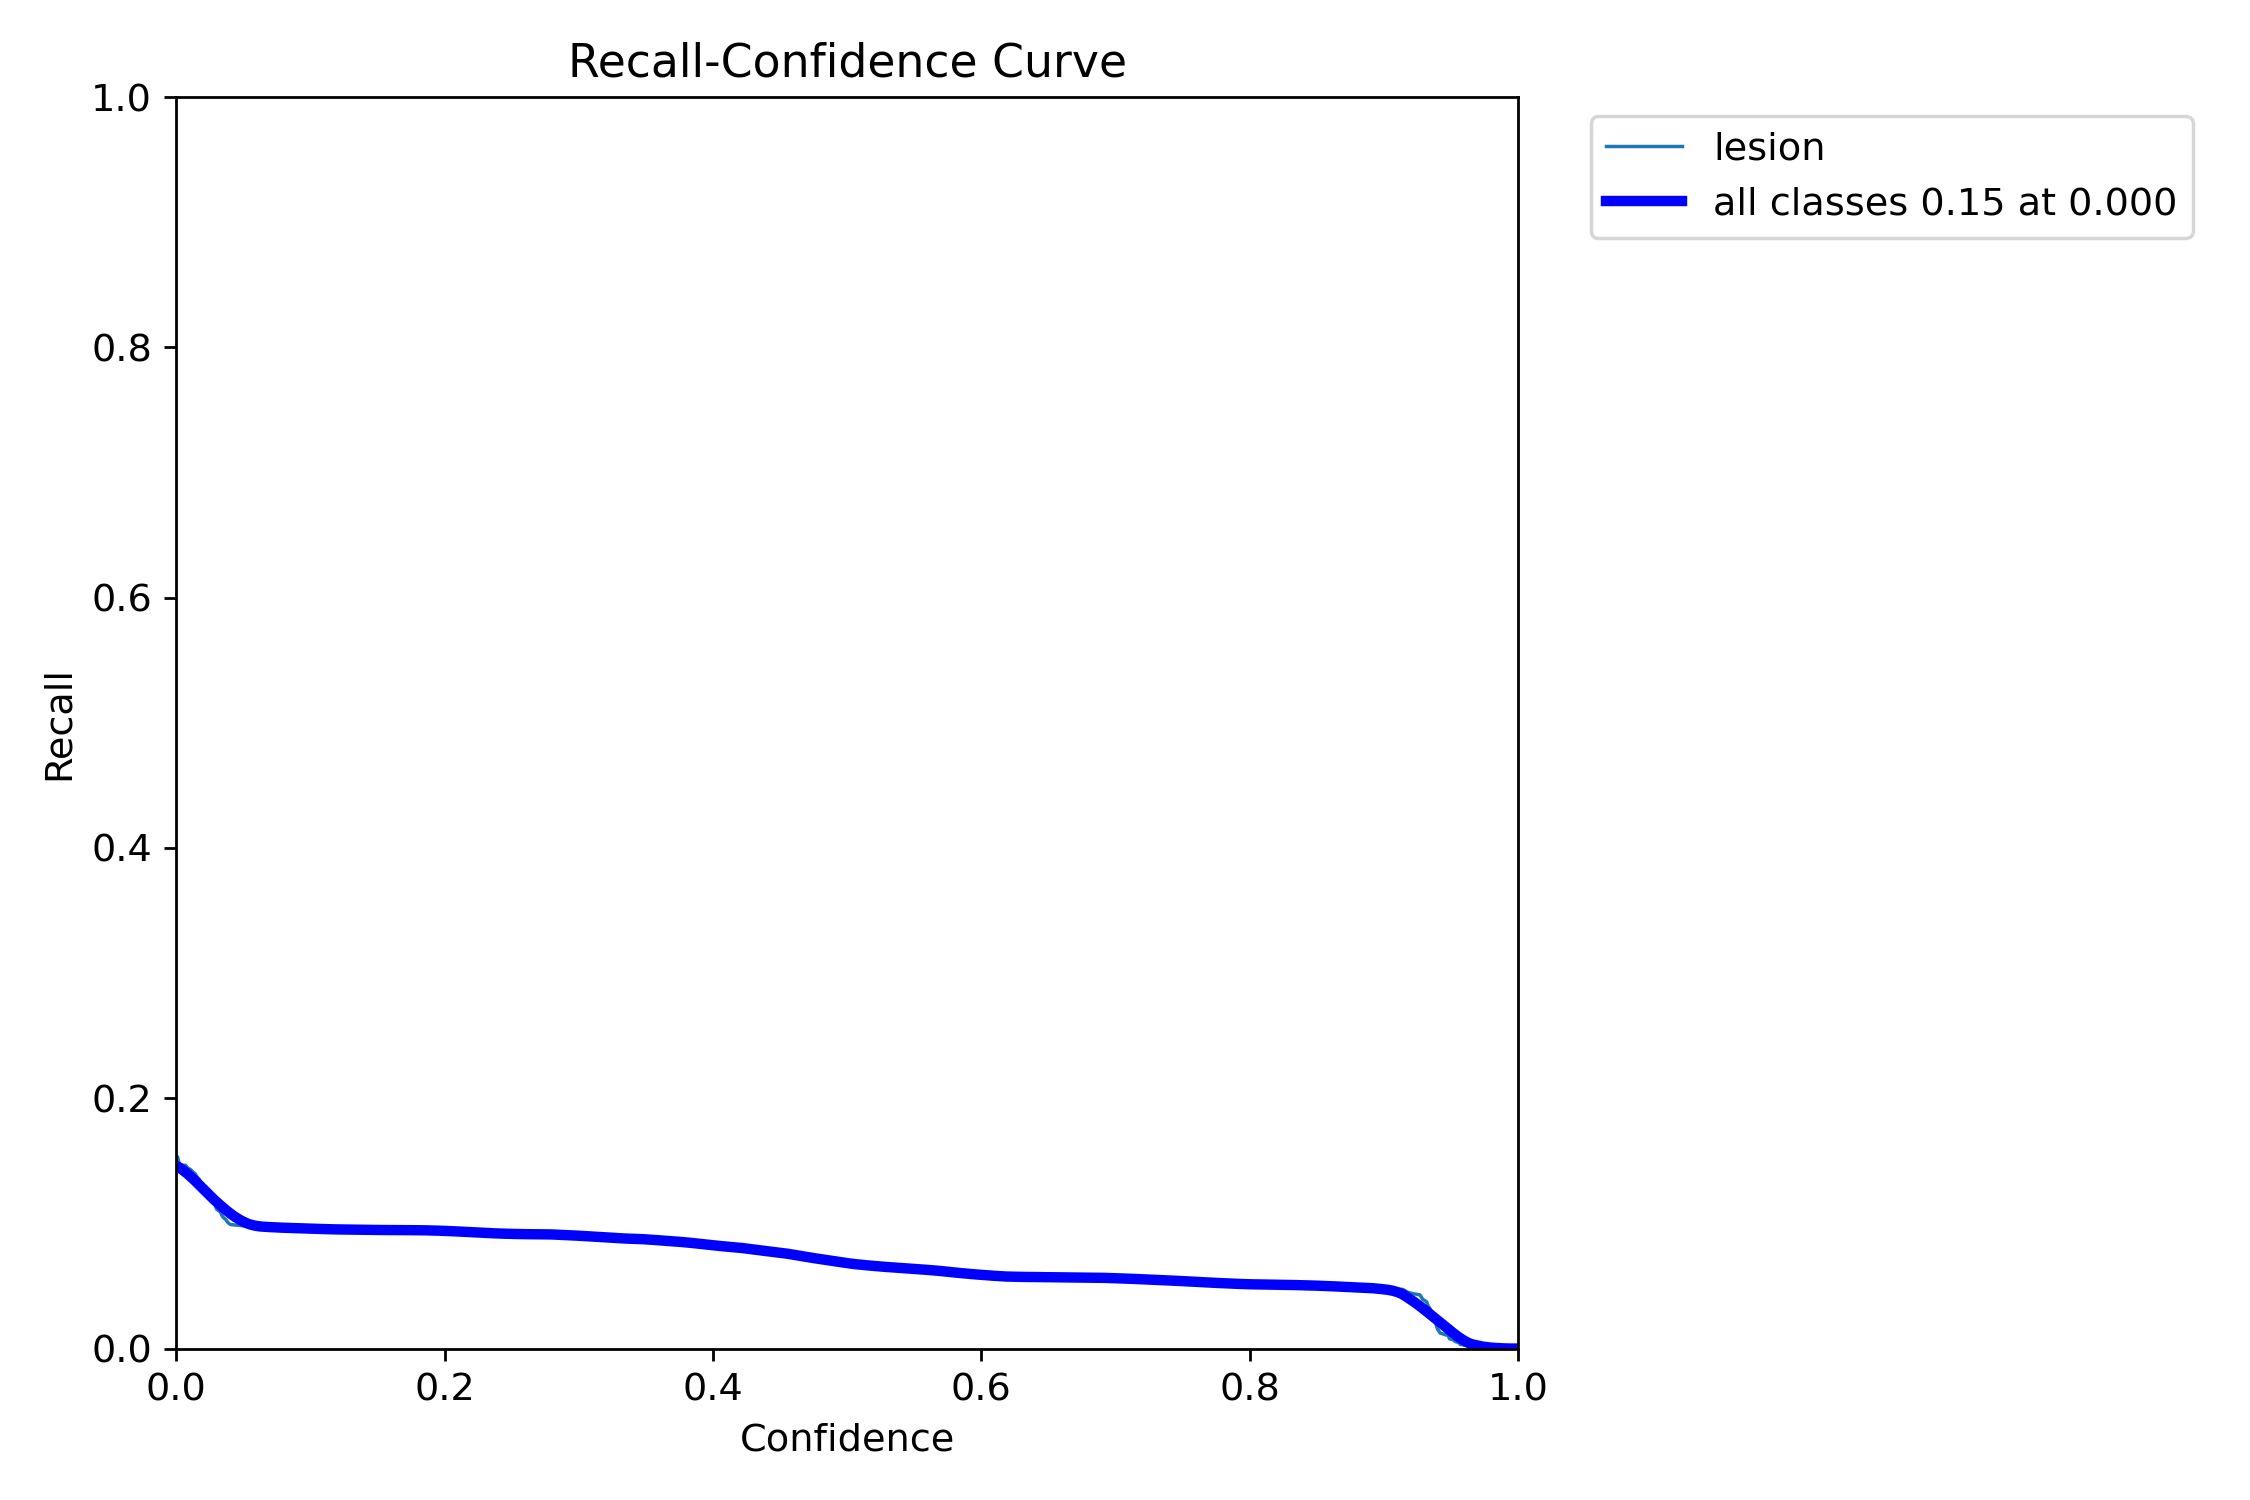 Recall-Confidence Curve
1.0
0.8
0.6
0.4
0.2
0.0
Recall
0.0 0.2 0.4 0.6 0.8 1.0
Confidence
lesion
all classes 0.15 at 0.000